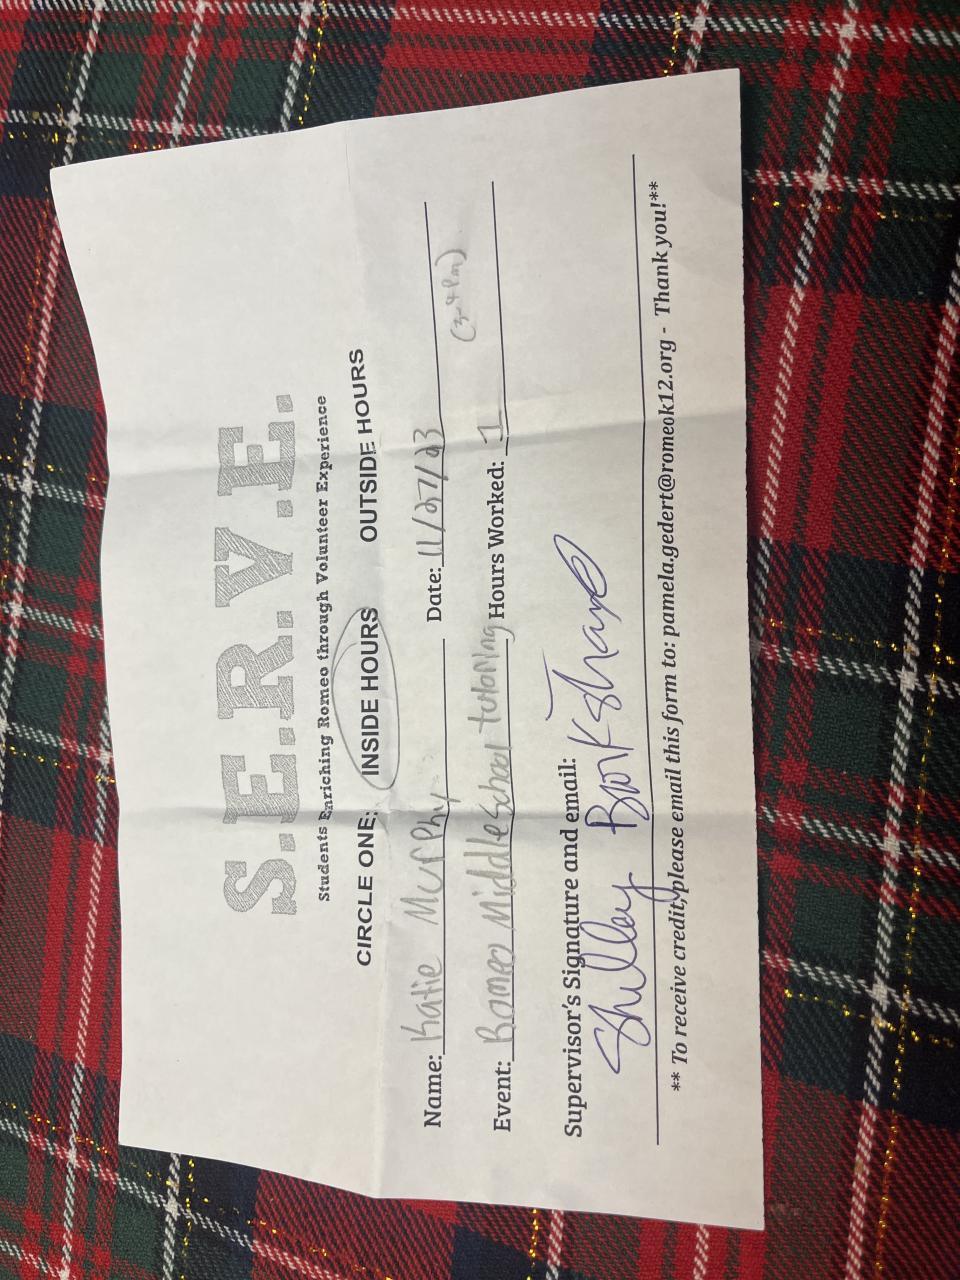 S.E.R.V.E.
Students Enriching Romeo through Volunteer Experience
CIRCLE ONE: INSIDE HOURS OUTSIDE HOURS
Name: Katie Murphy Date: 11/27/23
Event: Romeo Middle School tutoring Hours Worked: 1 (3-4pm)
Supervisor's Signature and email:
Shelley
** To receive credit, please email this form to: pamela.gedert@romeok12.org - Thank you!**